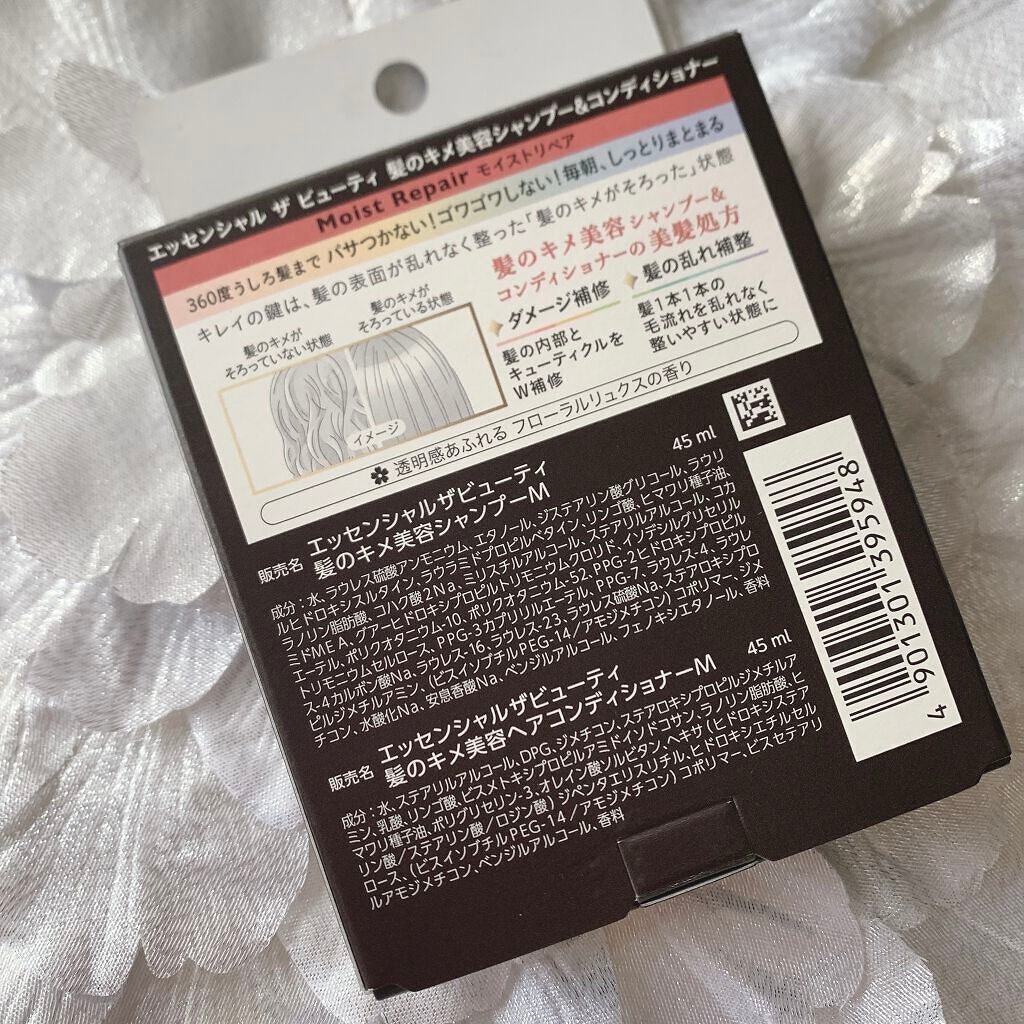 エッセンシャル ザ ビューティ 髪のキメ美容シャンプー&コンディショナー
Moist Repair モイストリペア
360度うしろ髪まで パサつかない!ゴワゴワしない!毎朝、しっとりまとまる
キレイの鍵は、髪の表面が乱れなく整った「髪のキメがそろった」状態
髪のキメが
そろっていない状態
髪のキメが
そろっている状態
イメージ
髪のキメ美容 シャンプー&
コンディショナーの 美髪処方
ダメージ補修
髪の内部と
キューティクルを
W補修
髪の乱れ補整
髪1本1本の
毛流れを乱れなく
整いやすい状態に
透明感あふれる フローラルリュクスの香り
販売名 エッセンシャルザビューティ
髪のキメ美容シャンプーM
45 ml
成分:水、ラウレス硫酸アンモニウム、エタノール、ジステアリン酸グリコール、ラウリ
ルヒドロキシスルタイン、ラウラミドプロピルベタイン、リンゴ酸、ヒマワリ種子油、
ラノリン脂肪酸、コハク酸2Na、ミリスチルアルコール、ステアリルアルコール、コカ
ミドMEA、グアーヒドロキシプロピルトリモニウムクロリド、イソデシルグリセリル
エーテル、ポリクオタニウム-10、ポリクオタニウム-52、PPG-2ヒドロキシプロピル
トリモニウムセルロース、PPG-3カプリリルエーテル、PPG-7、ラウレス-4、ラウレ
ス-4カルボン酸Na、ラウレス-16、ラウレス-23、ラウレス硫酸Na、ステアロキシプロ
ピルジメチルアミン、(ビスイソブチルPEG-14/アモジメチコン)コポリマー、ジメ
チコン、水酸化Na、安息香酸Na、ベンジルアルコール、フェノキシエタノール、香料
販売名 エッセンシャルザビューティ
髪のキメ美容ヘアコンディショナーM
45 ml
成分:水、ステアリルアルコール、DPG、ジメチコン、ステアロキシプロピルジメチルア
ミン、乳酸、リンゴ酸、ビスメトキシプロピルアミドイソドコサン、ラノリン脂肪酸、ヒ
マワリ種子油、ポリグリセリン-3、オレイン酸ソルビタン、ヘキサ(ヒドロキシステア
リン酸/ステアリン酸/ロジン酸)ジペンタエリスリチル、ヒドロキシエチルセル
ロース、(ビスイソブチルPEG-14/アモジメチコン)コポリマー、ビスセテアリ
ルアモジメチコン、ベンジルアルコール、香料
4 901301 395948